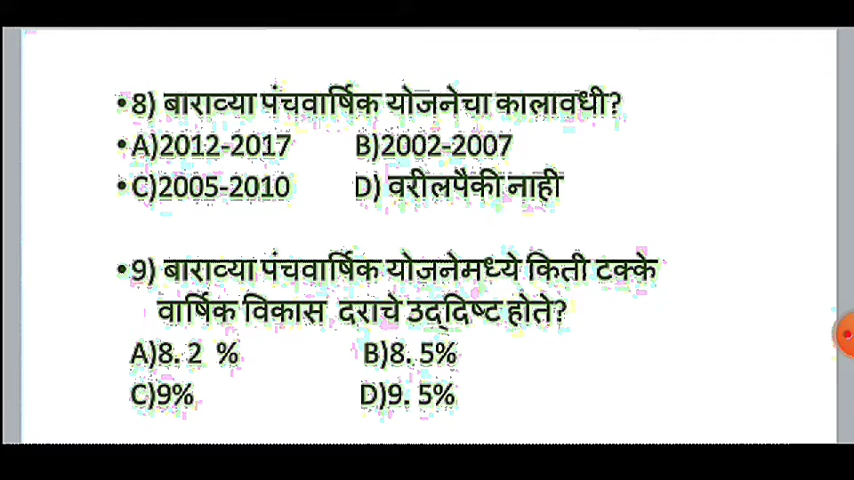 •8) बाराव्या पंचवार्षिक योजनेचा कालावधी?
•A)2012-2017 B)2002-2007
•C)2005-2010 D) वरीलपैकी नाही
•9) बाराव्या पंचवार्षिक योजनेमध्ये किती टक्के
वार्षिक विकास दराचे उद्दिष्ट होते?
A)8. 2 % B)8. 5%
C)9% D)9. 5%